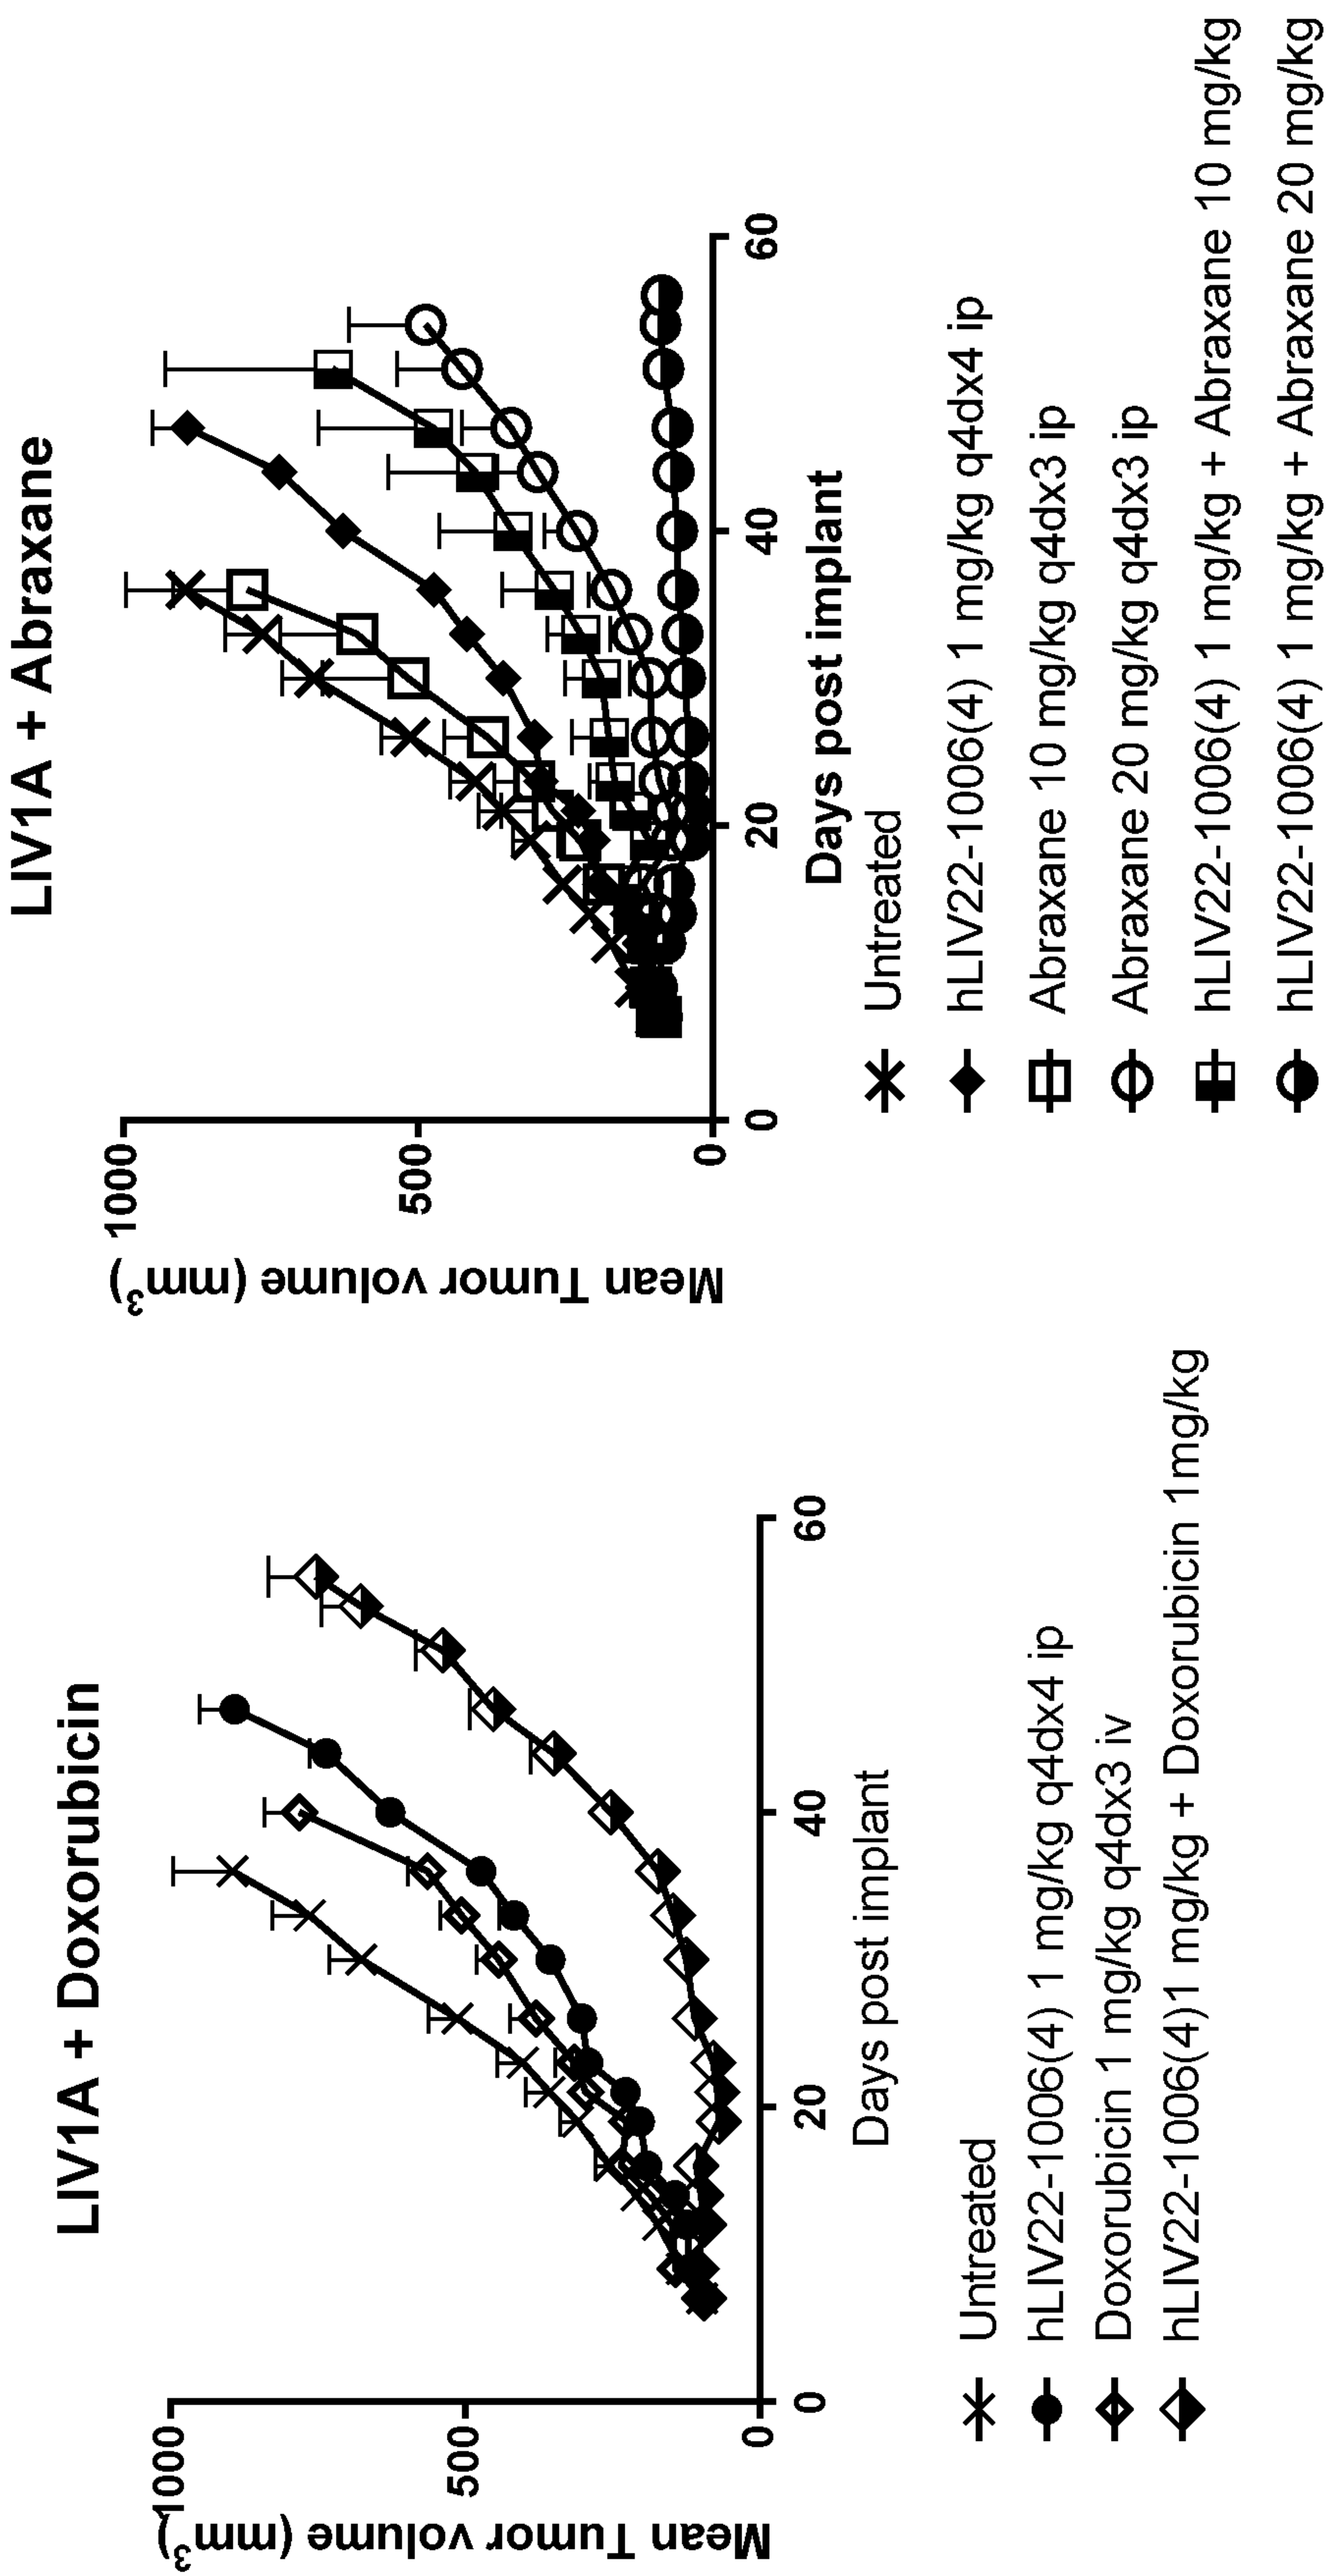 LIV1A + Doxorubicin
Mean Tumor volume (mm³)
1000
500
0
0
20
40
60
Days post implant
Untreated
hLIV22-1006(4) 1 mg/kg q4dx4 ip
Doxorubicin 1 mg/kg q4dx3 iv
hLIV22-1006(4)1 mg/kg + Doxorubicin 1mg/kg
LIV1A + Abraxane
Mean Tumor volume (mm³)
1000
500
0
0
20
40
60
Days post implant
Untreated
hLIV22-1006(4) 1 mg/kg q4dx4 ip
Abraxane 10 mg/kg q4dx3 ip
Abraxane 20 mg/kg q4dx3 ip
hLIV22-1006(4) 1 mg/kg + Abraxane 10 mg/kg
hLIV22-1006(4) 1 mg/kg + Abraxane 20 mg/kg